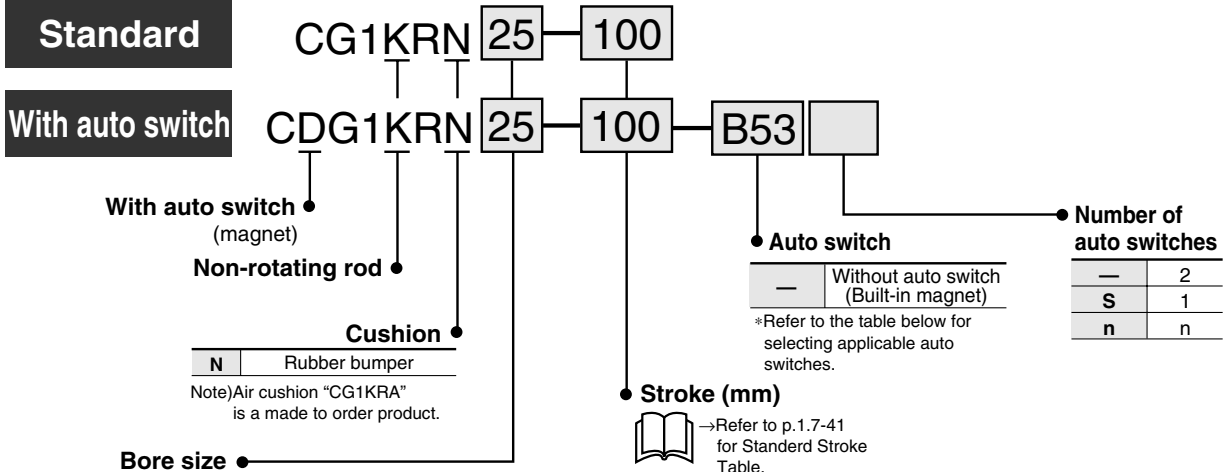 Standard
CG1KRN 25 — 100
With auto switch
CDG1KRN 25 — 100 — B53
With auto switch
(magnet)
Non-rotating rod
Cushion
N Rubber bumper
Note)Air cushion “CG1KRA”
is a made to order product.
Bore size
Auto switch
— Without auto switch
(Built-in magnet)
*Refer to the table below for
selecting applicable auto
switches.
Stroke (mm)
→Refer to p.1.7-41
for Standerd Stroke
Table.
Number of
auto switches
— 2
S 1
n n